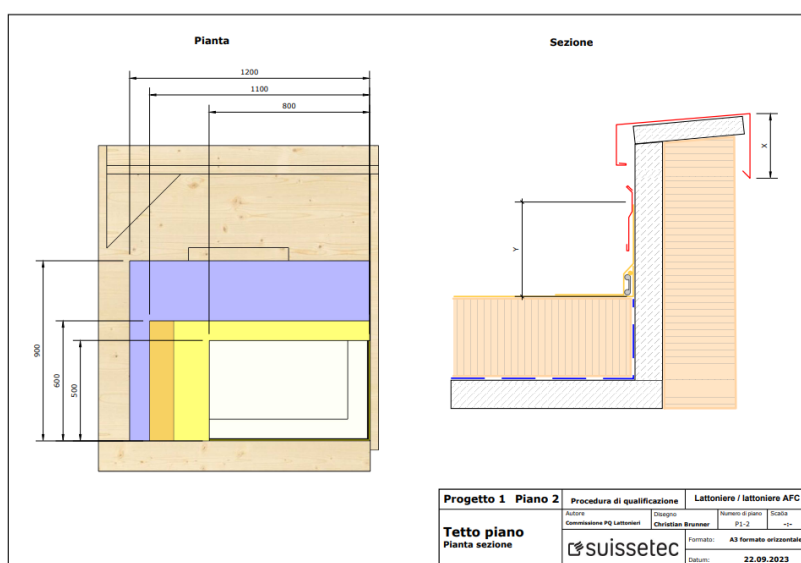 Pianta
Sezione
1200
1100
800
900
600
500
X
Y
Progetto 1 Piano 2
Procedura di qualificazione
Lattoniere / lattoniere AFC
Tetto piano
Pianta sezione
Autore
Commissione PQ Lattonieri
Disegno
Christian Brunner
Numero di piano
P1-2
Scala
-:-
suissetec
Formato:
A3 formato orizzontale
Datum:
22.09.2023